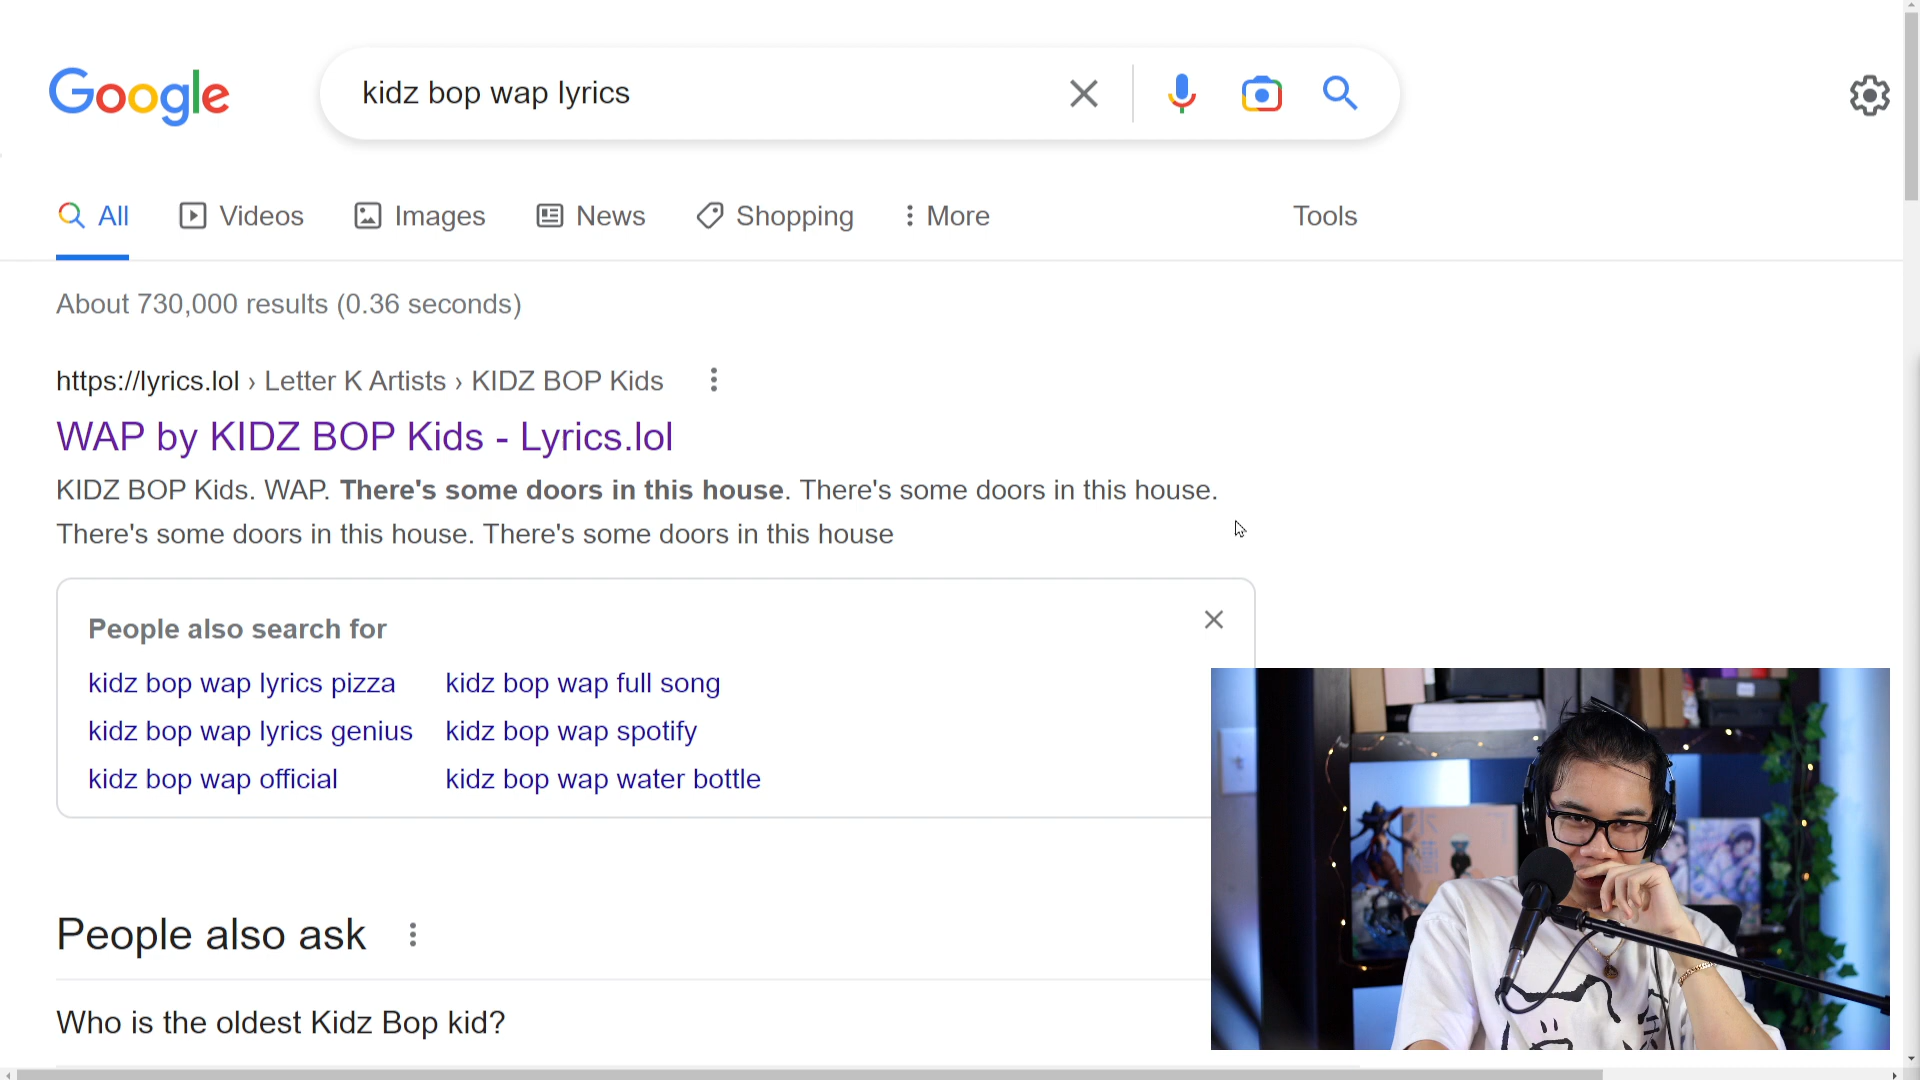 Google
kidz bop wap lyrics
All
Videos
Images
News
Shopping
More
Tools
About 730,000 results (0.36 seconds)
https://lyrics.lol › Letter K Artists › KIDZ BOP Kids
WAP by KIDZ BOP Kids - Lyrics.lol
KIDZ BOP Kids. WAP. There's some doors in this house. There's some doors in this house.
There's some doors in this house. There's some doors in this house
People also search for
kidz bop wap lyrics pizza
kidz bop wap full song
kidz bop wap lyrics genius
kidz bop wap spotify
kidz bop wap official
kidz bop wap water bottle
People also ask
Who is the oldest Kidz Bop kid?